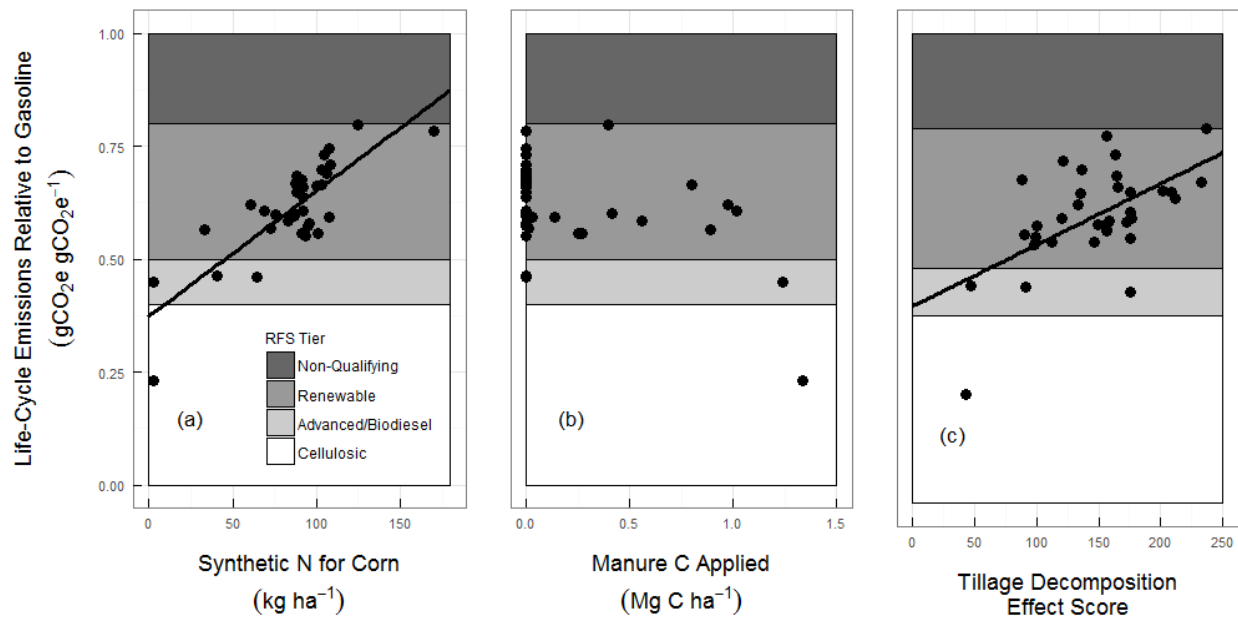 Life-Cycle Emissions Relative to Gasoline
(gCO₂e gCO₂e⁻¹)
1.00
0.75
0.50
0.25
0.00
RFS Tier
Non-Qualifying
Renewable
Advanced/Biodiesel
Cellulosic
(a)
0 50 100 150
Synthetic N for Corn
(kg ha⁻¹)
(b)
0.0 0.5 1.0 1.5
Manure C Applied
(Mg C ha⁻¹)
(c)
0 50 100 150 200 250
Tillage Decomposition
Effect Score